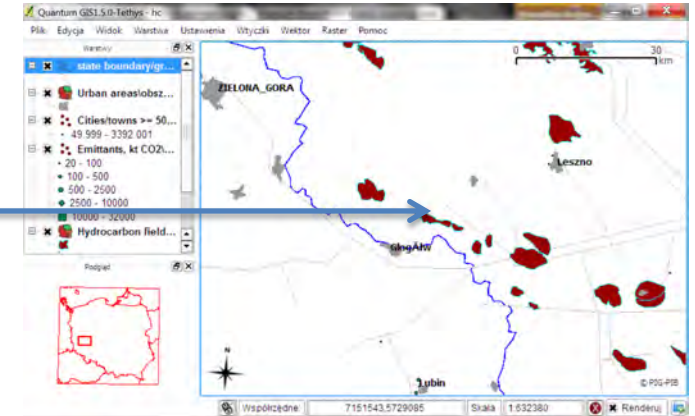 Quantum GIS1.5.0-Tethys - hc
Plik Edycja Widok Warstwa Ustawienia Wtyczki Wektor Raster Pomoc
Warstwy
state boundary/gr...
Urban areas\obsz...
Cities/towns >= 50,...
49.999 - 3392.001
Emittants, kt CO2\...
20 - 100
100 - 500
500 - 2500
2500 - 10000
10000 - 32000
Hydrocarbon field...
Podgląd
0 30
km
ZIELONA_GORA
Leszno
Lubin
N
© PIG-PIB
Współrzędne: 7151543,5729085 Skala 1:632380 Renderuj